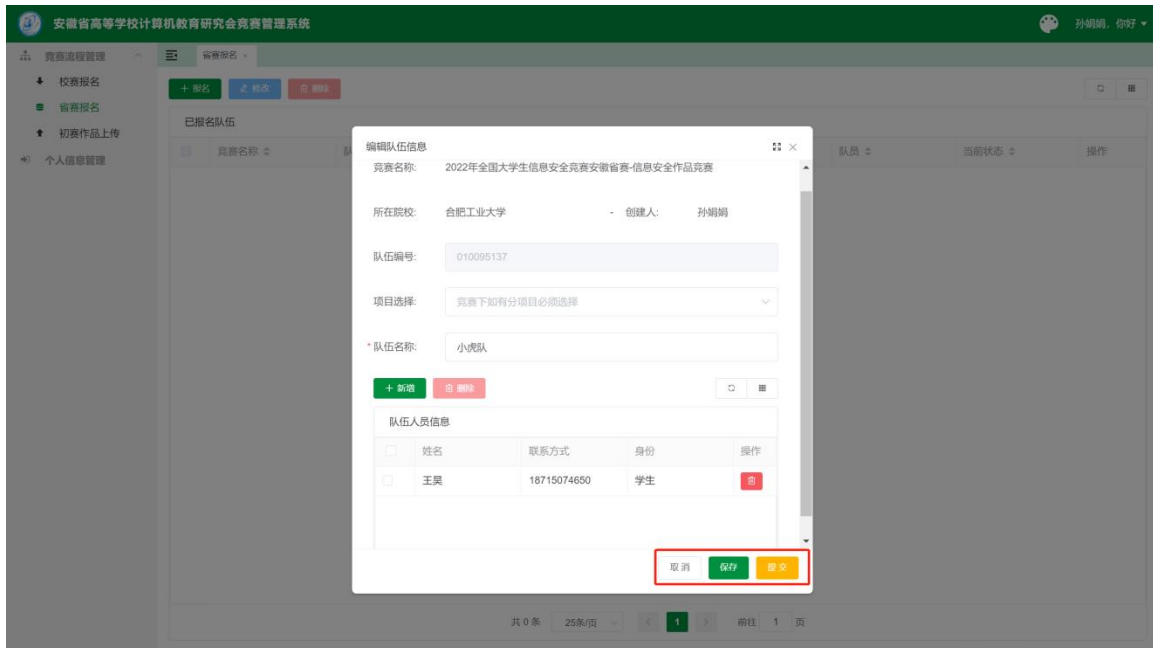 安徽省高等学校计算机教育研究会竞赛管理系统
孙娟娟，你好
竞赛流程管理
省赛报名
校赛报名
省赛报名
初赛作品上传
个人信息管理
+ 报名 修改 删除
已报名队伍
竞赛名称 队 队员 当前状态 操作
编辑队伍信息
竞赛名称: 2022年全国大学生信息安全竞赛安徽省赛-信息安全作品竞赛
所在院校: 合肥工业大学 - 创建人: 孙娟娟
队伍编号: 010095137
项目选择: 竞赛下如有分项目必须选择
* 队伍名称: 小虎队
+ 新增 删除
队伍人员信息
姓名 联系方式 身份 操作
王昊 18715074650 学生
取消 保存 提交
共 0 条 25条/页 < 1 > 前往 1 页